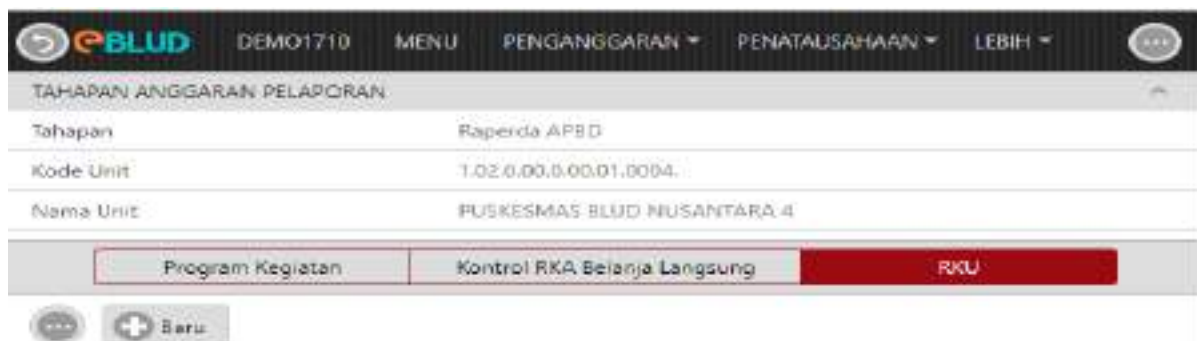 eBLUD DEMO1710 MENU PENGANGGARAN PENATAUSAHAAN LEBIH
TAHAPAN ANGGARAN PELAPORAN
Tahapan Raperda APBD
Kode Unit 1.02.0.00.0.00.01.0004.
Nama Unit PUSKESMAS BLUD NUSANTARA 4
Program Kegiatan Kontrol RKA Belanja Langsung RKU
Baru